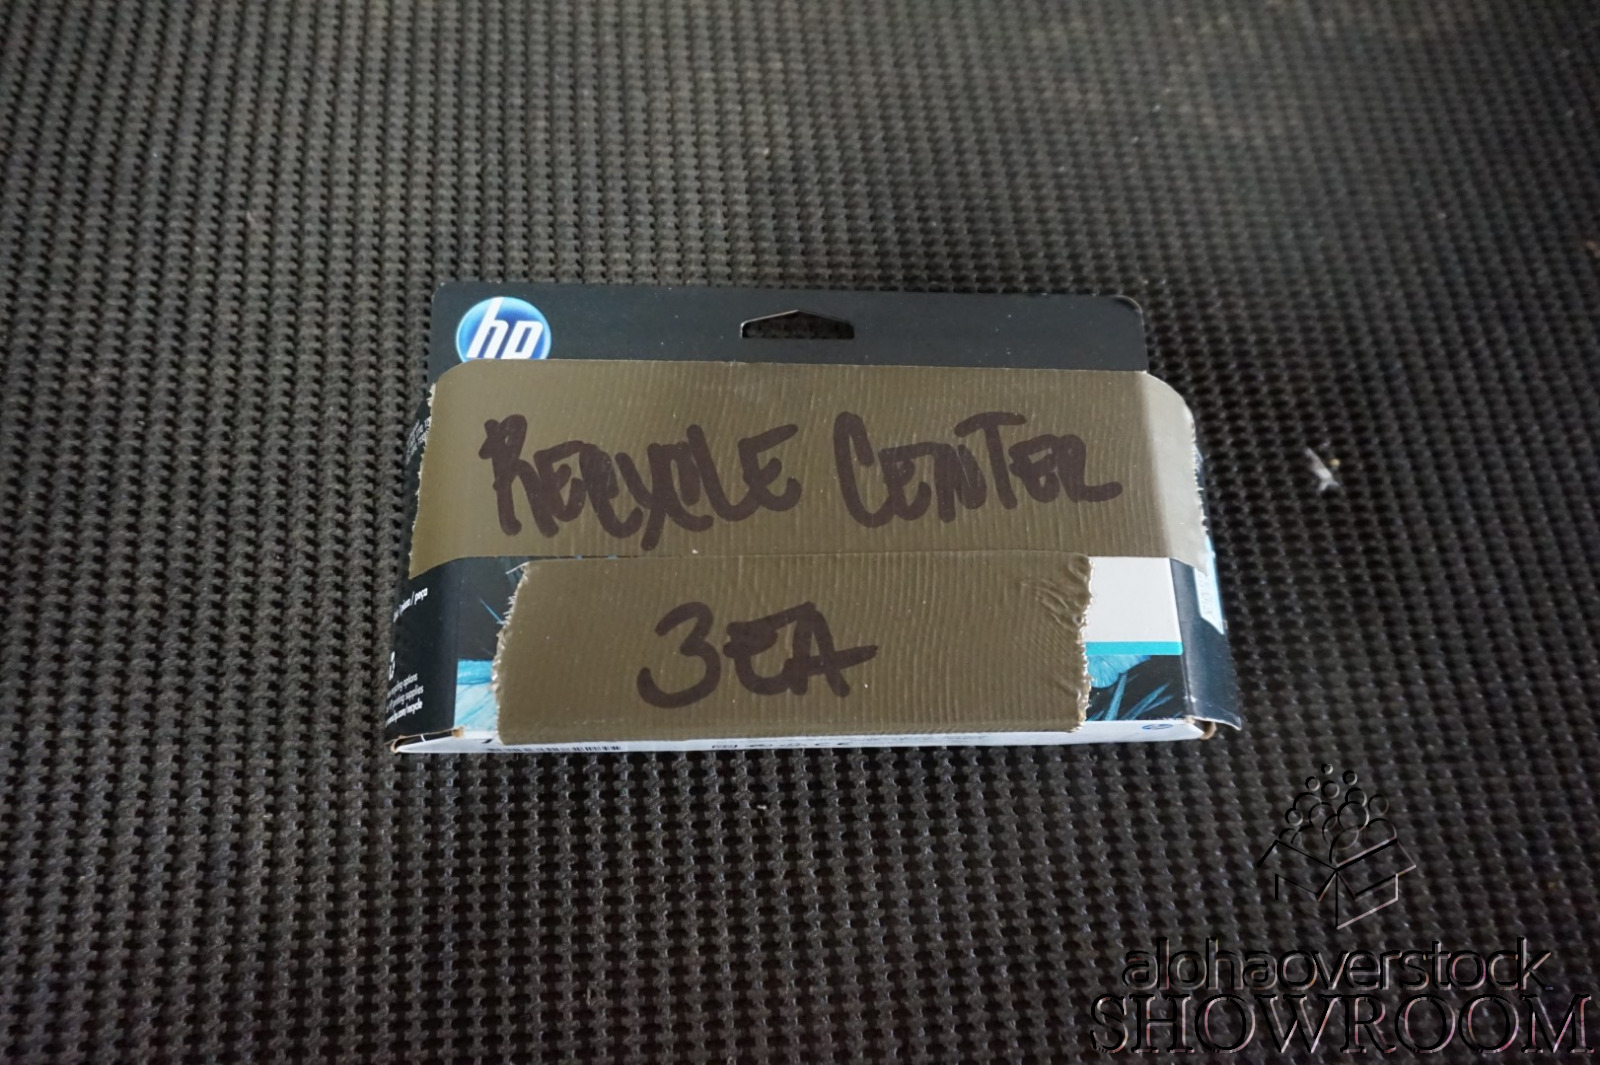 hp
RECYCLE CENTER
3EA
alohaoverstock
SHOWROOM